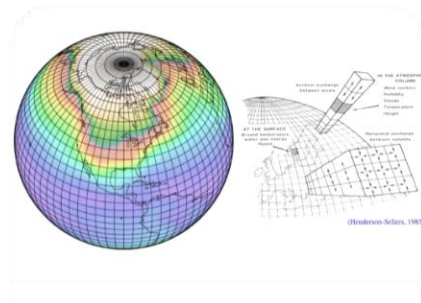 IN THE ATMOSPHERIC
COLUMN
Wind vectors
Humidity
Clouds
Temperature
Height
Vertical exchange
between layers
AT THE SURFACE
Ground temperature,
water and energy
fluxes
Horizontal exchange
between columns
(Henderson-Sellers, 1985